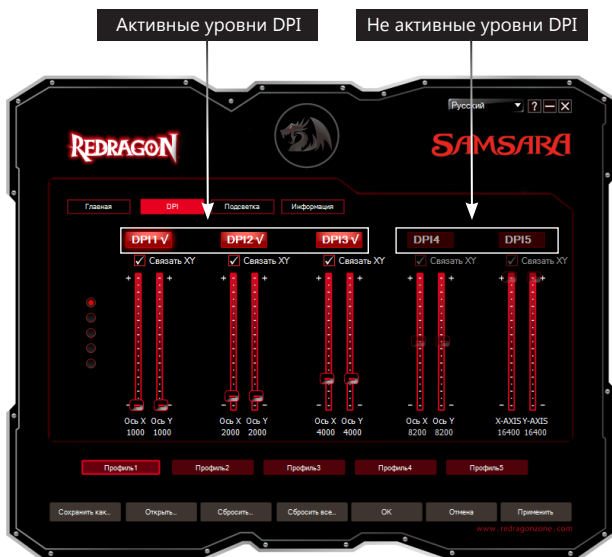 Активные уровни DPI
Не активные уровни DPI
Русский
?
REDRAGON
SAMSARA
Главная
DPI
Подсветка
Информация
DPI1 √
DPI2 √
DPI3 √
DPI4
DPI5
Связать XY
Связать XY
Связать XY
Связать XY
Связать XY
Ось X Ось Y
1000 1000
Ось X Ось Y
2000 2000
Ось X Ось Y
4000 4000
Ось X Ось Y
8200 8200
X-AXIS Y-AXIS
16400 16400
Профиль1
Профиль2
Профиль3
Профиль4
Профиль5
Сохранить как..
Открыть..
Сбросить..
Сбросить все..
OK
Отмена
Применить
www.redragonzone.com